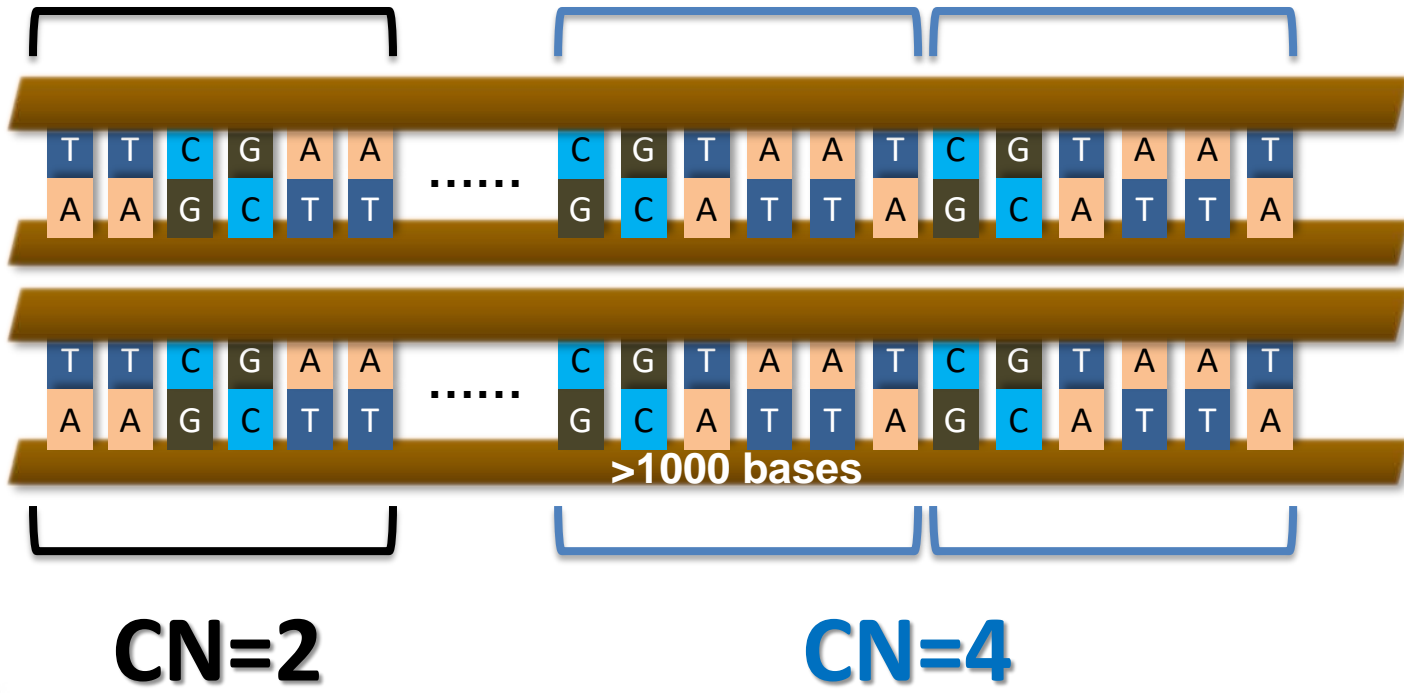 T T C G A A C G T A A T C G T A A T
A A G C T T ...... G C A T T A G C A T T A
T T C G A A C G T A A T C G T A A T
A A G C T T ...... G C A T T A G C A T T A
>1000 bases
CN=2 CN=4